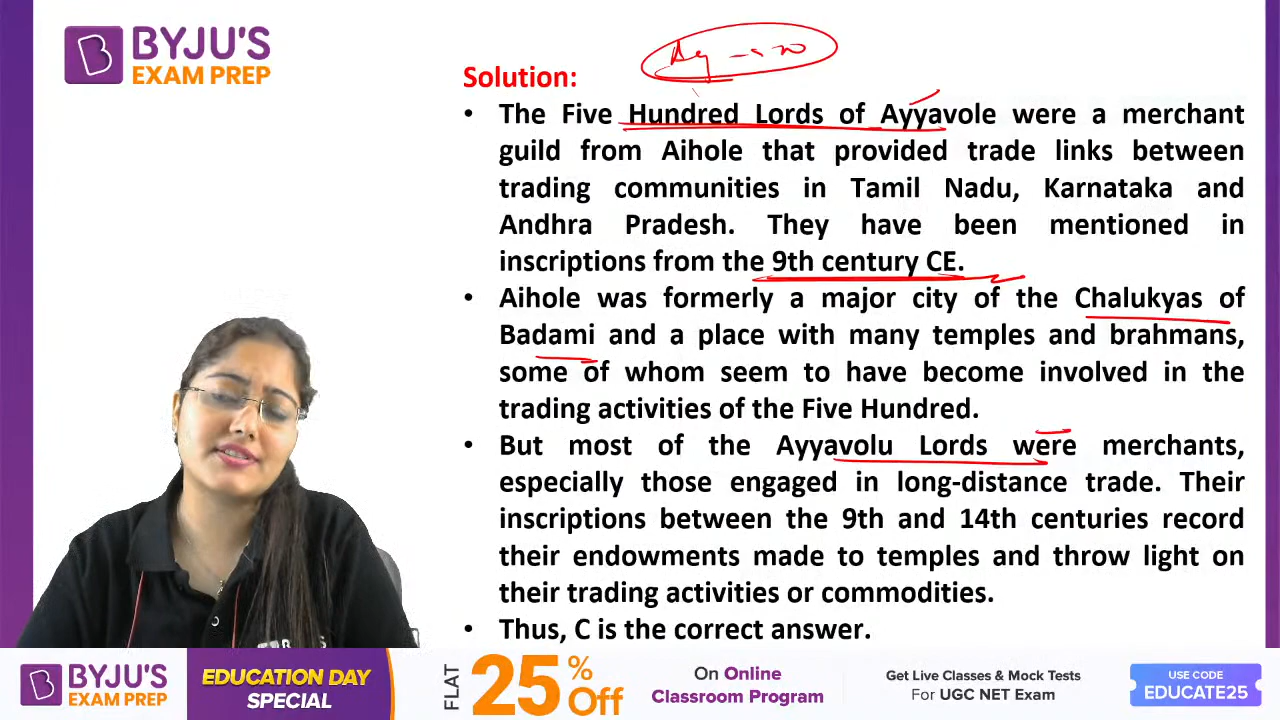 BYJU'S
EXAM PREP
Ay - 500
Solution:
• The Five Hundred Lords of Ayyavole were a merchant
guild from Aihole that provided trade links between
trading communities in Tamil Nadu, Karnataka and
Andhra Pradesh. They have been mentioned in
inscriptions from the 9th century CE.
• Aihole was formerly a major city of the Chalukyas of
Badami and a place with many temples and brahmans,
some of whom seem to have become involved in the
trading activities of the Five Hundred.
• But most of the Ayyavolu Lords were merchants,
especially those engaged in long-distance trade. Their
inscriptions between the 9th and 14th centuries record
their endowments made to temples and throw light on
their trading activities or commodities.
• Thus, C is the correct answer.
BYJU'S
EXAM PREP
EDUCATION DAY
SPECIAL
FLAT
25% Off
On Online
Classroom Program
Get Live Classes & Mock Tests
For UGC NET Exam
USE CODE
EDUCATE25